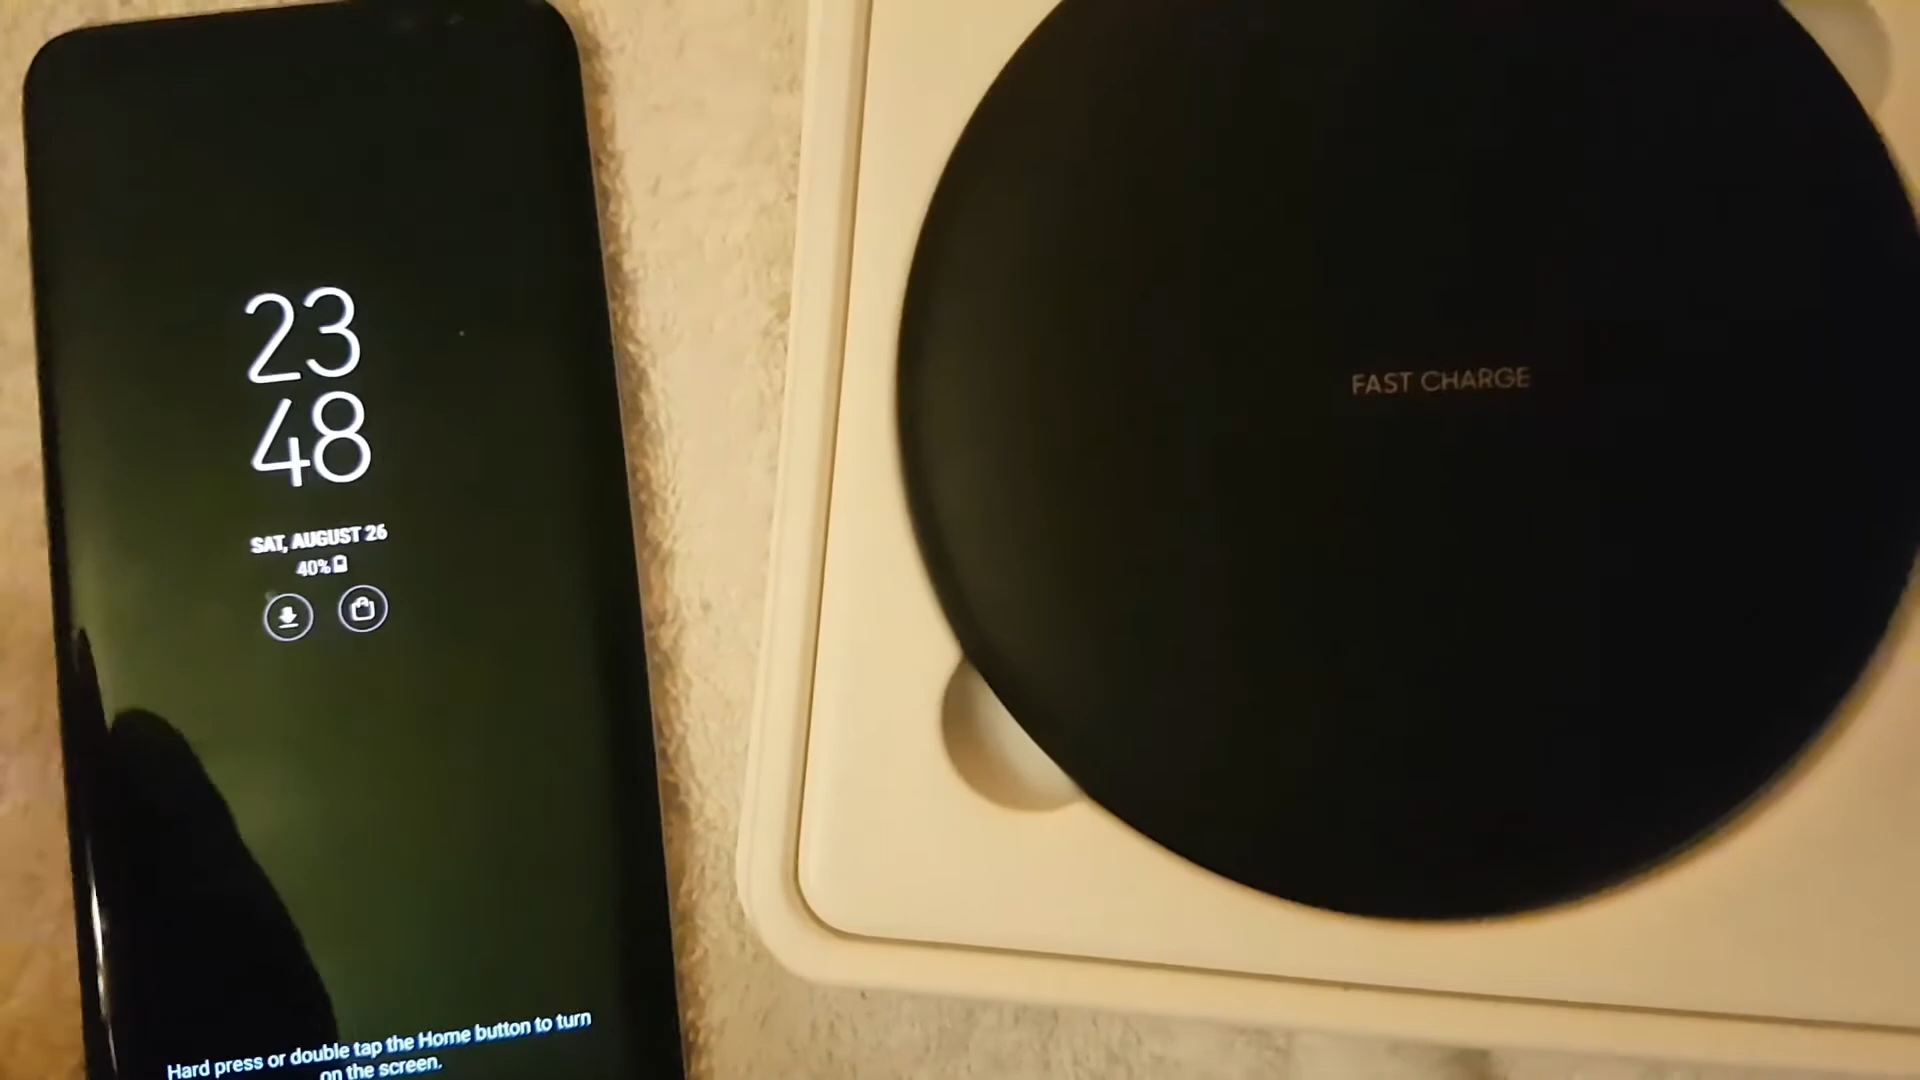 23
48
SAT, AUGUST 26
40%
Hard press or double tap the Home button to turn
on the screen.
FAST CHARGE